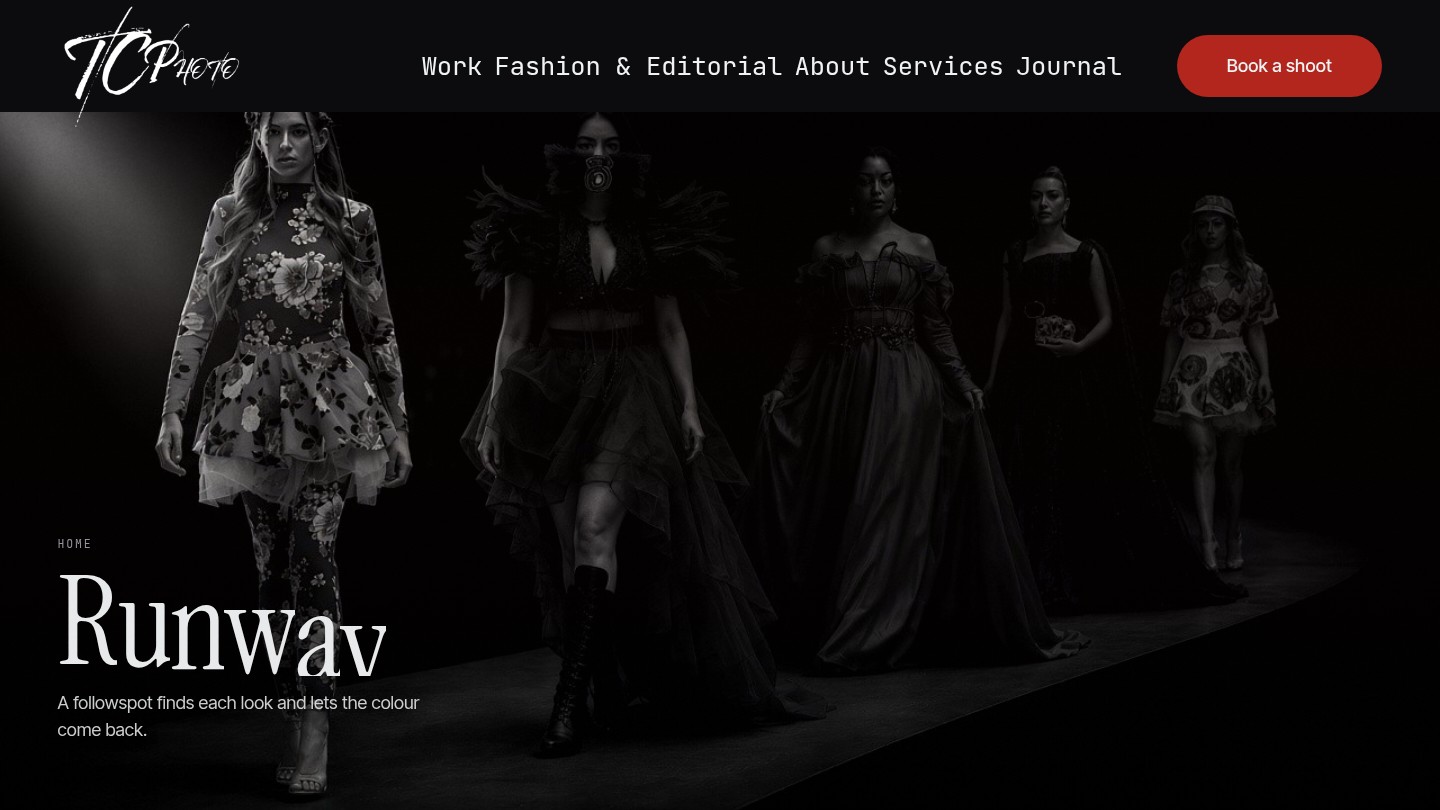 TCPHOTO
Work Fashion & Editorial About Services Journal
Book a shoot
HOME
Runway
A followspot finds each look and lets the colour
come back.